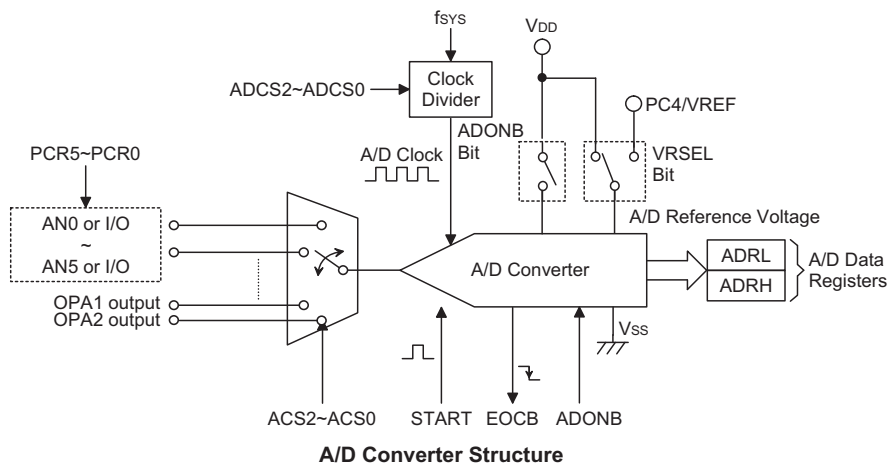 fSYS
VDD
ADCS2~ADCS0
Clock
Divider
PC4/VREF
PCR5~PCR0
A/D Clock
ADONB
Bit
VRSEL
Bit
AN0 or I/O
~
AN5 or I/O
A/D Reference Voltage
A/D Converter
ADRL
ADRH
A/D Data
Registers
OPA1 output
OPA2 output
VSS
ACS2~ACS0
START
EOCB
ADONB
A/D Converter Structure